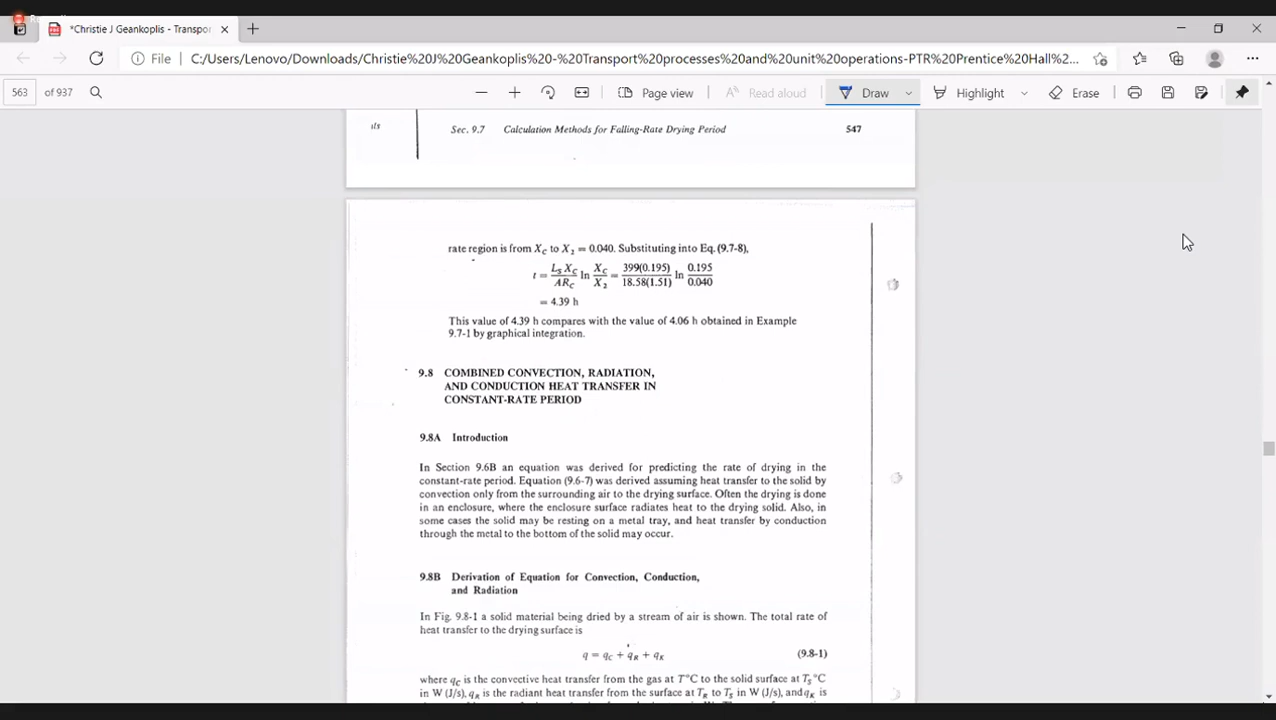 *Christie J Geankoplis - Transpo
File
C:/Users/Lenovo/Downloads/Christie%20J%20Geankoplis%20-%20Transport%20processes%20and%20unit%20operations-PTR%20Prentice%20Hall%2...
563 of 937
Page view
Read aloud
Draw
Highlight
Erase
its
Sec. 9.7 Calculation Methods for Falling-Rate Drying Period 547
rate region is from X_C to X_2 = 0.040. Substituting into Eq. (9.7-8),
t = L_S X_C / AR_C ln X_C / X_2 = 399(0.195) / 18.58(1.51) ln 0.195 / 0.040
= 4.39 h
This value of 4.39 h compares with the value of 4.06 h obtained in Example
9.7-1 by graphical integration.
9.8 COMBINED CONVECTION, RADIATION,
AND CONDUCTION HEAT TRANSFER IN
CONSTANT-RATE PERIOD
9.8A Introduction
In Section 9.6B an equation was derived for predicting the rate of drying in the
constant-rate period. Equation (9.6-7) was derived assuming heat transfer to the solid by
convection only from the surrounding air to the drying surface. Often the drying is done
in an enclosure, where the enclosure surface radiates heat to the drying solid. Also, in
some cases the solid may be resting on a metal tray, and heat transfer by conduction
through the metal to the bottom of the solid may occur.
9.8B Derivation of Equation for Convection, Conduction,
and Radiation
In Fig. 9.8-1 a solid material being dried by a stream of air is shown. The total rate of
heat transfer to the drying surface is
q = q_C + q_R + q_K (9.8-1)
where q_C is the convective heat transfer from the gas at T°C to the solid surface at T_S°C
in W (J/s), q_R is the radiant heat transfer from the surface at T_R to T_S in W (J/s), and q_K is